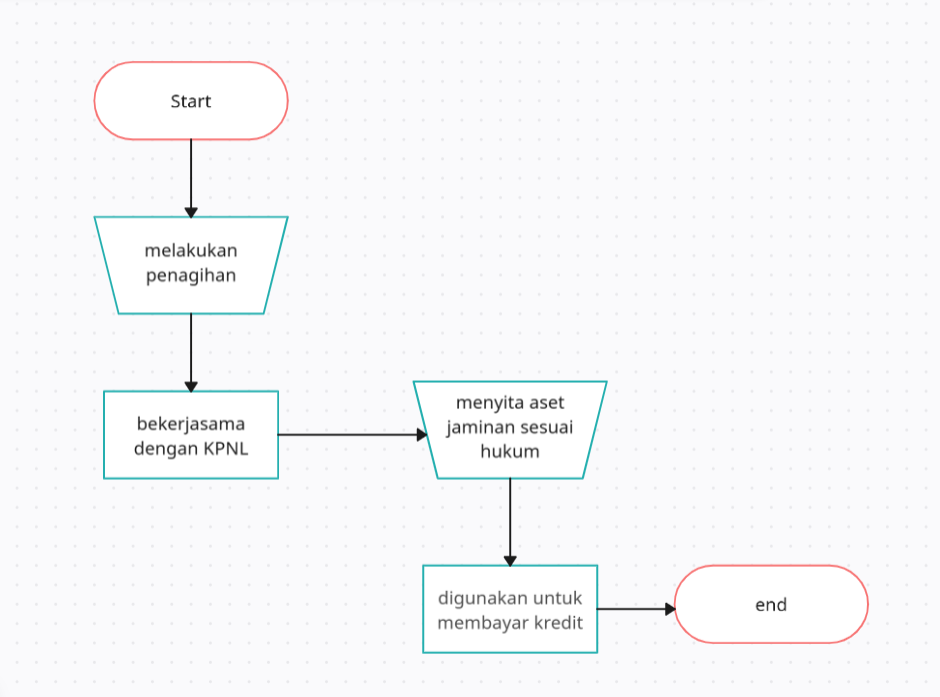 Start
melakukan
penagihan
bekerjasama
dengan KPNL
menyita aset
jaminan sesuai
hukum
digunakan untuk
membayar kredit
end